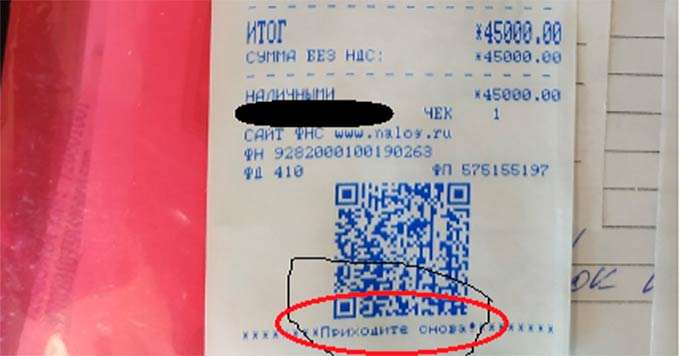 ИТОГ *45000.00
СУММА БЕЗ НДС: *45000.00
НАЛИЧНЫМИ *45000.00
ЧЕК 1
САЙТ ФНС www.nalog.ru
ФН 9282000100190263
ФД 410 ФП 575155197
*******Приходите снова!*******
ок